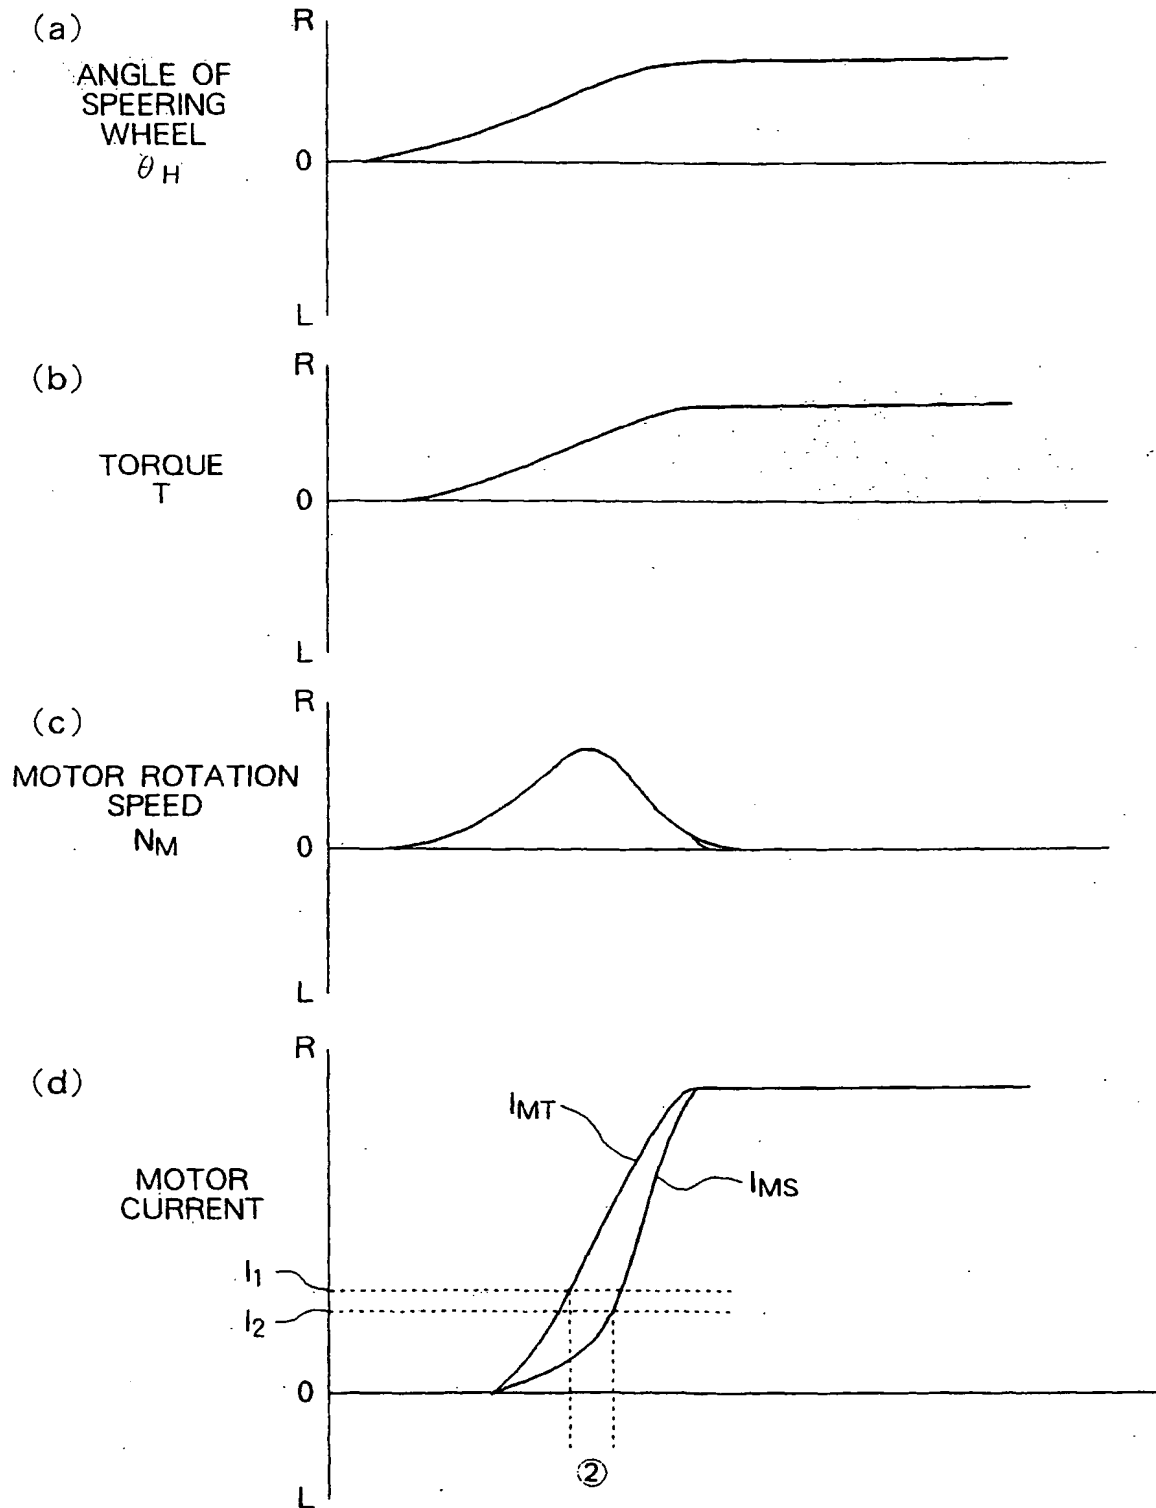 (a)
R
ANGLE OF
SPEERING
WHEEL
θH
0
L
(b)
R
TORQUE
T
0
L
(c)
R
MOTOR ROTATION
SPEED
NM
0
L
(d)
R
IMT
MOTOR
CURRENT
IMS
I1
I2
0
②
L